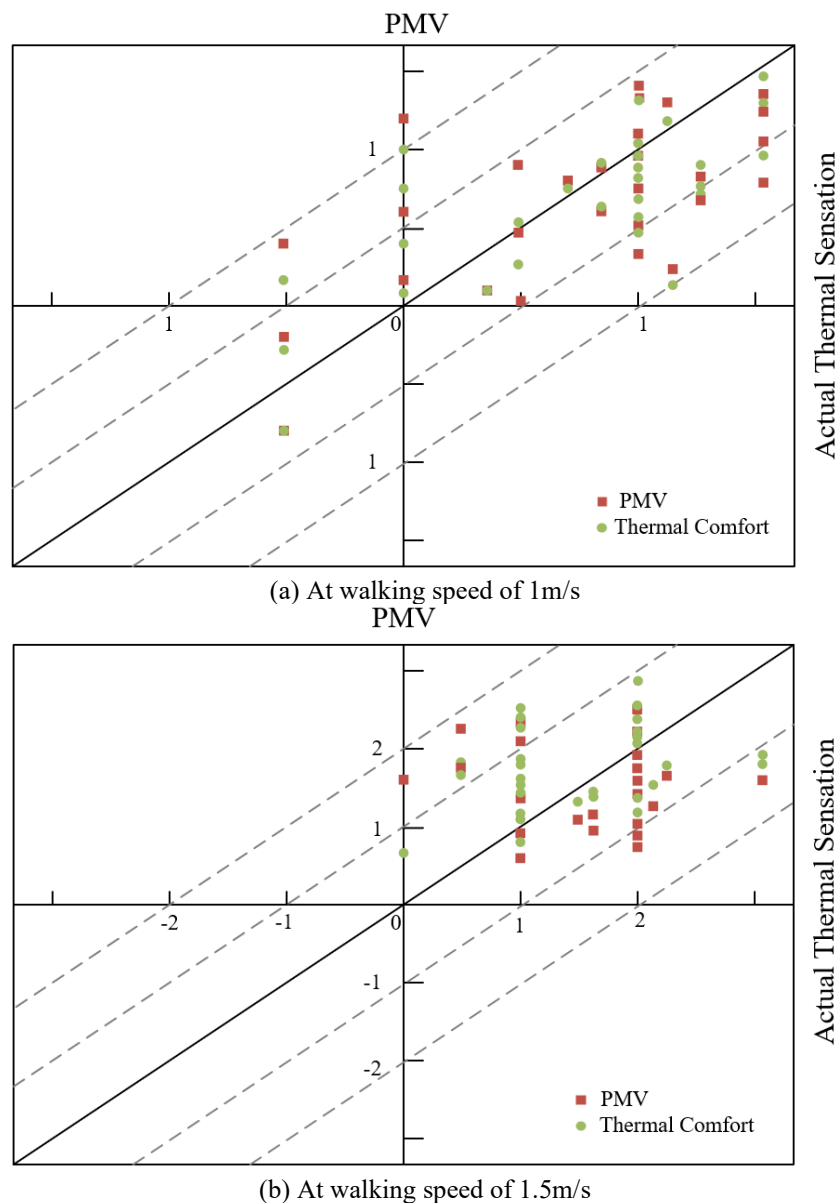 PMV
1
1
0
1
1
Actual Thermal Sensation
PMV
Thermal Comfort
(a) At walking speed of 1m/s
PMV
2
1
-2
-1
0
1
2
-1
-2
Actual Thermal Sensation
PMV
Thermal Comfort
(b) At walking speed of 1.5m/s